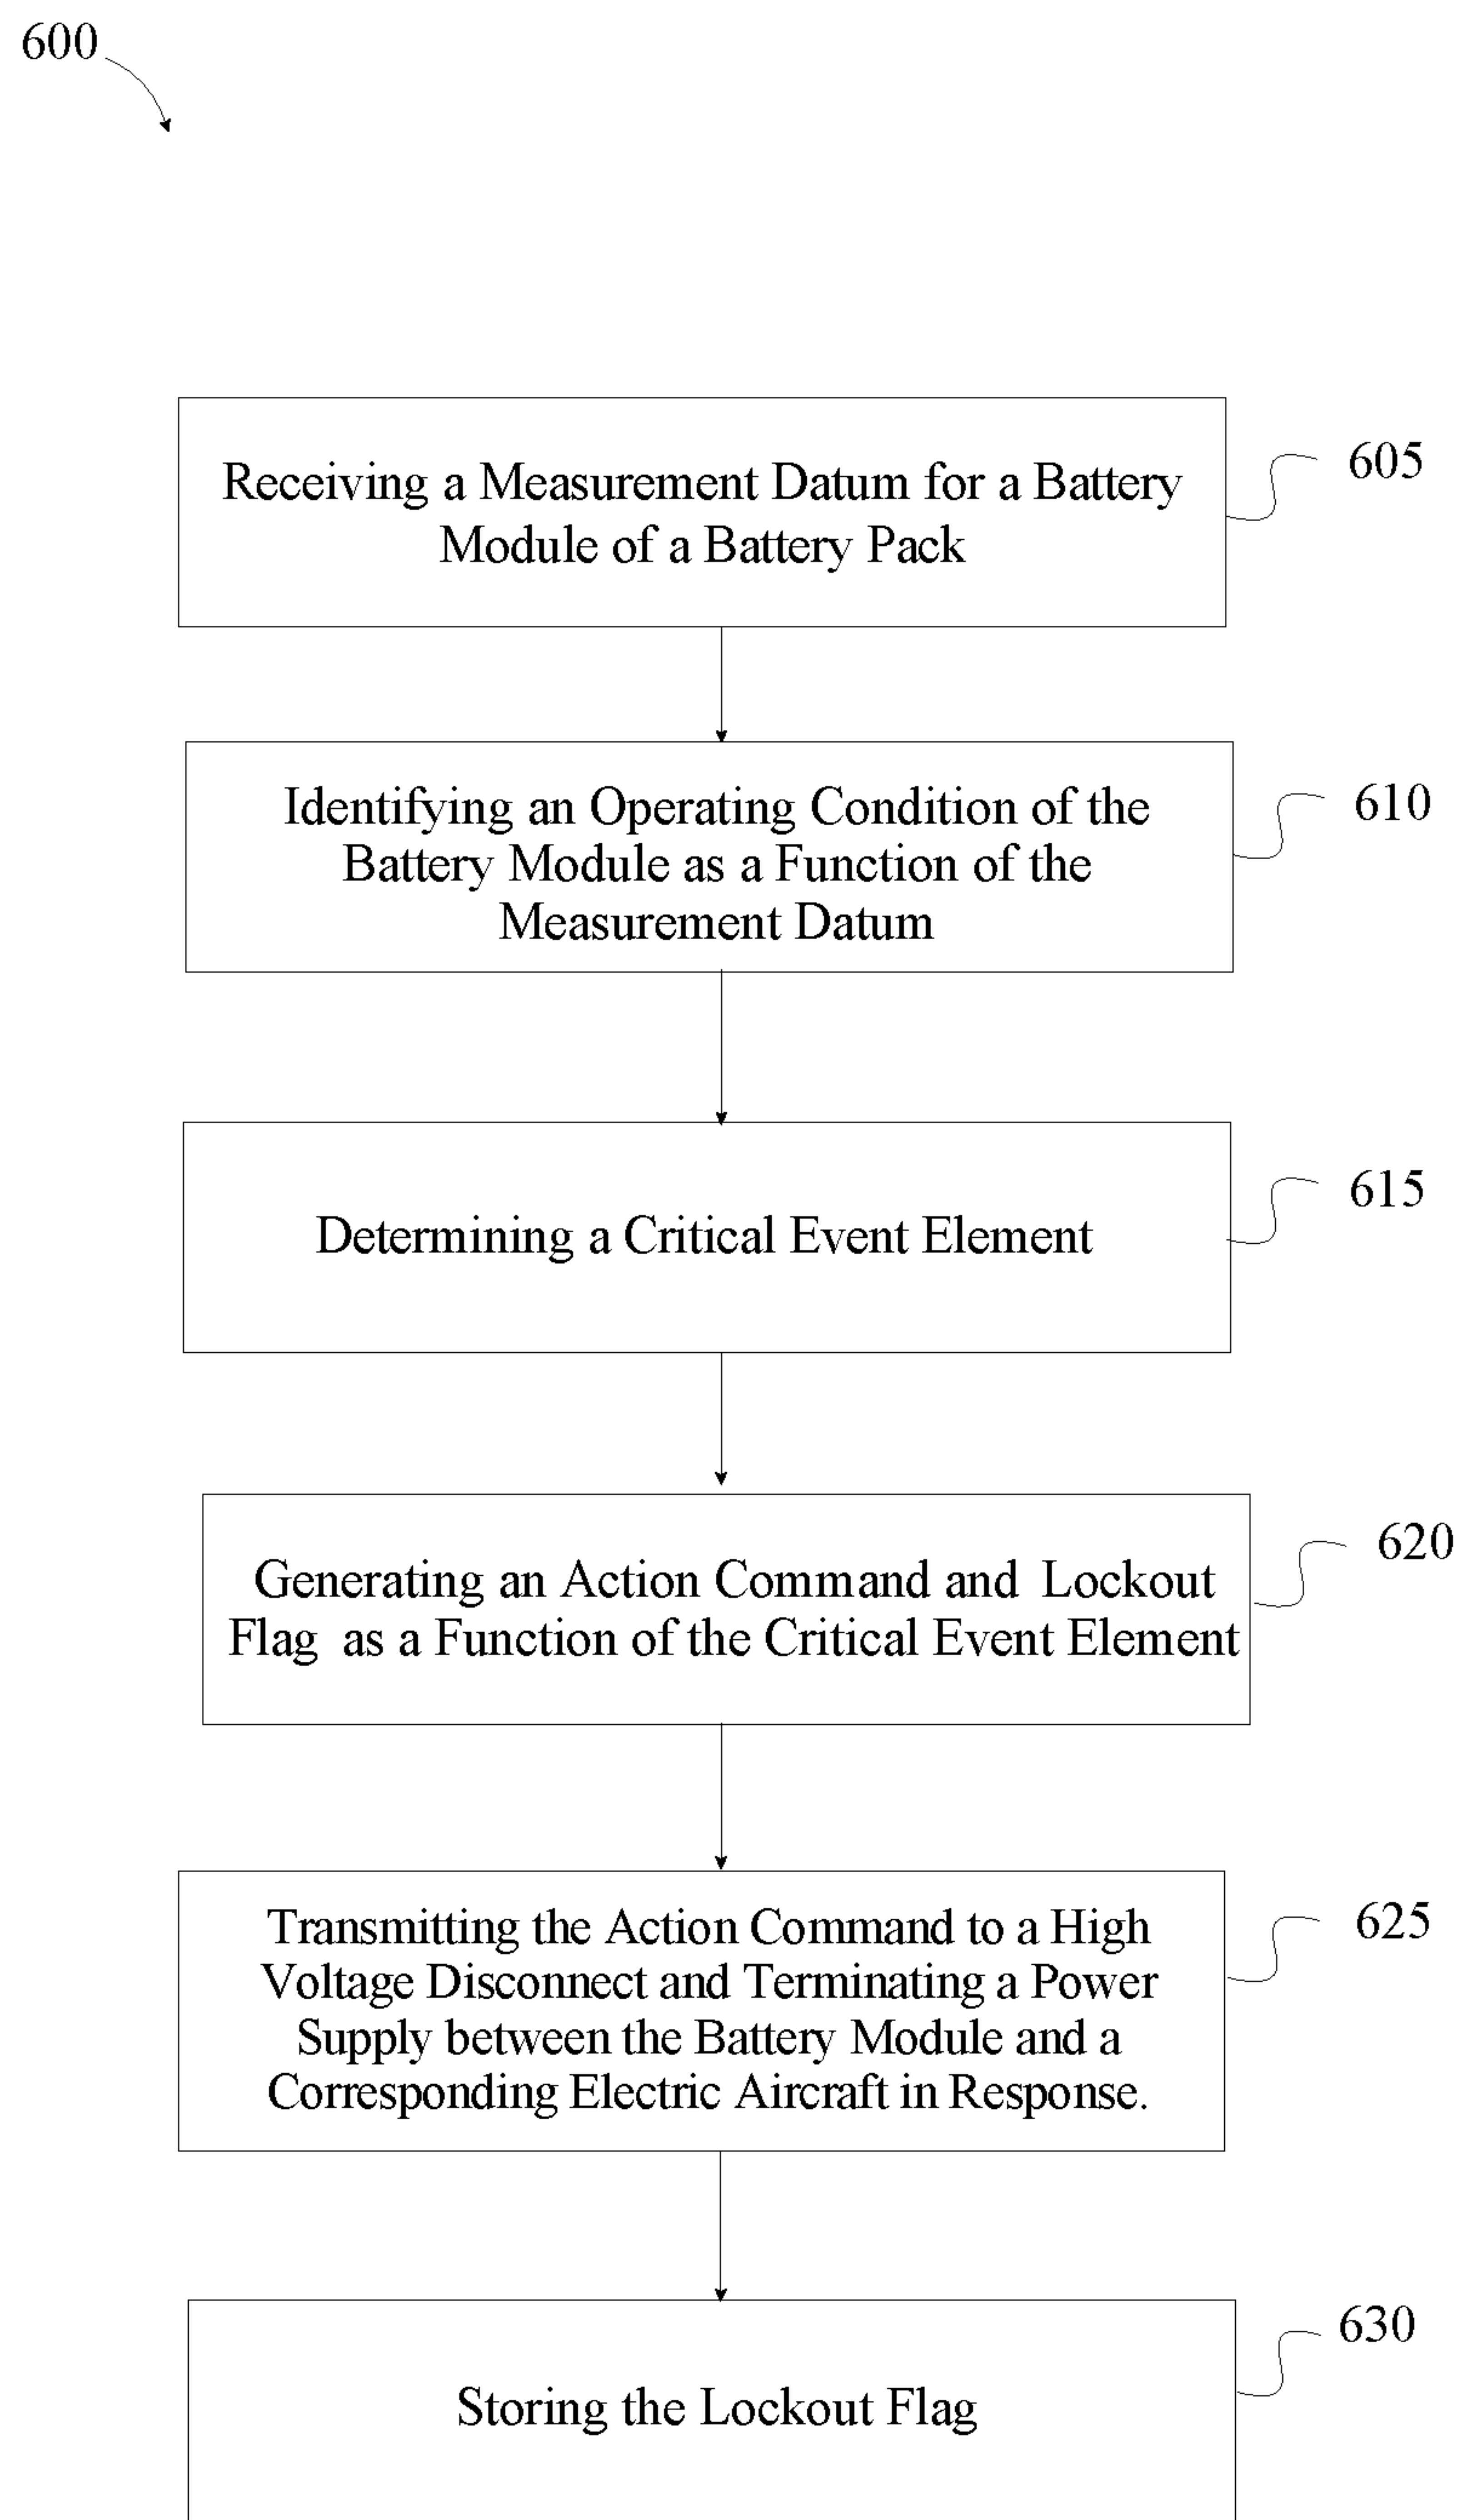 600
Receiving a Measurement Datum for a Battery
Module of a Battery Pack
605
Identifying an Operating Condition of the
Battery Module as a Function of the
Measurement Datum
610
Determining a Critical Event Element
615
Generating an Action Command and  Lockout
Flag  as a Function of the Critical Event Element
620
Transmitting the Action Command to a High
Voltage Disconnect and Terminating a Power
Supply between the Battery Module and a
Corresponding Electric Aircraft in Response.
625
Storing the Lockout Flag
630